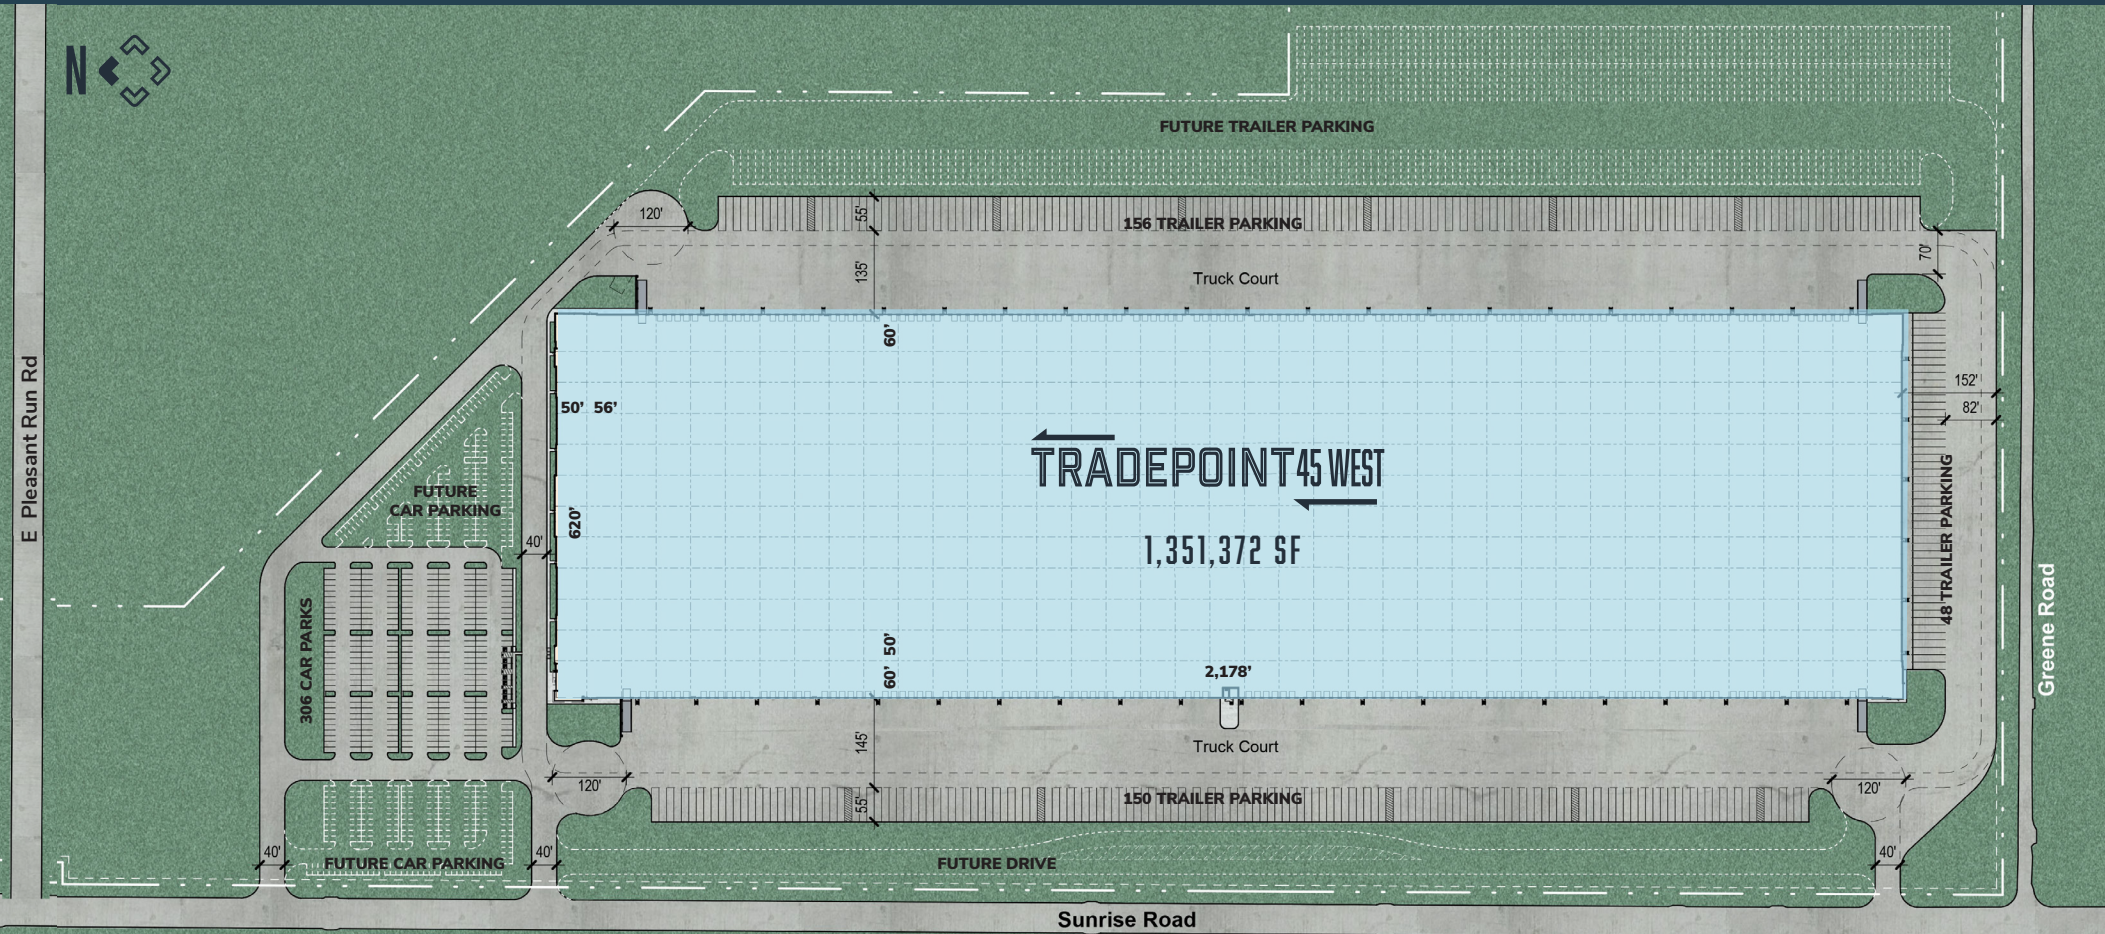 N
FUTURE TRAILER PARKING
120'
55'
156 TRAILER PARKING
135'
Truck Court
70'
60'
E Pleasant Run Rd
152'
82'
50' 56'
TRADEPOINT 45 WEST
FUTURE
CAR PARKING
620'
40'
1,351,372 SF
48 TRAILER PARKING
Greene Road
306 CAR PARKS
60' 50'
2,178'
145'
Truck Court
120'
120'
55'
150 TRAILER PARKING
40'
FUTURE CAR PARKING
40'
FUTURE DRIVE
40'
Sunrise Road